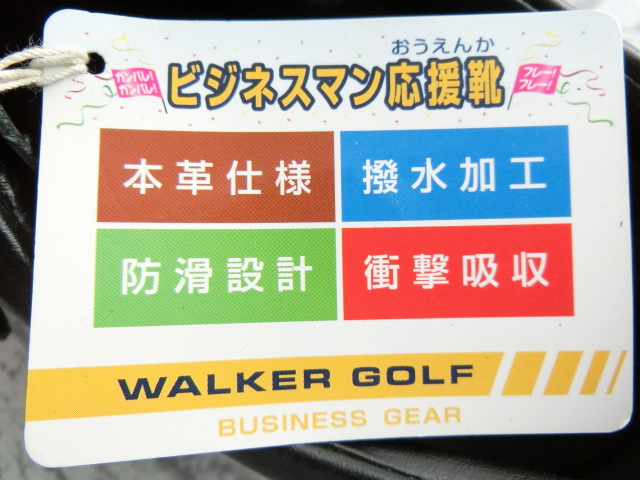 おうえんか
ガンバレ!
ガンバレ!
ビジネスマン応援靴
フレー!
フレー!
本革仕様
撥水加工
防滑設計
衝撃吸収
WALKER GOLF
BUSINESS GEAR